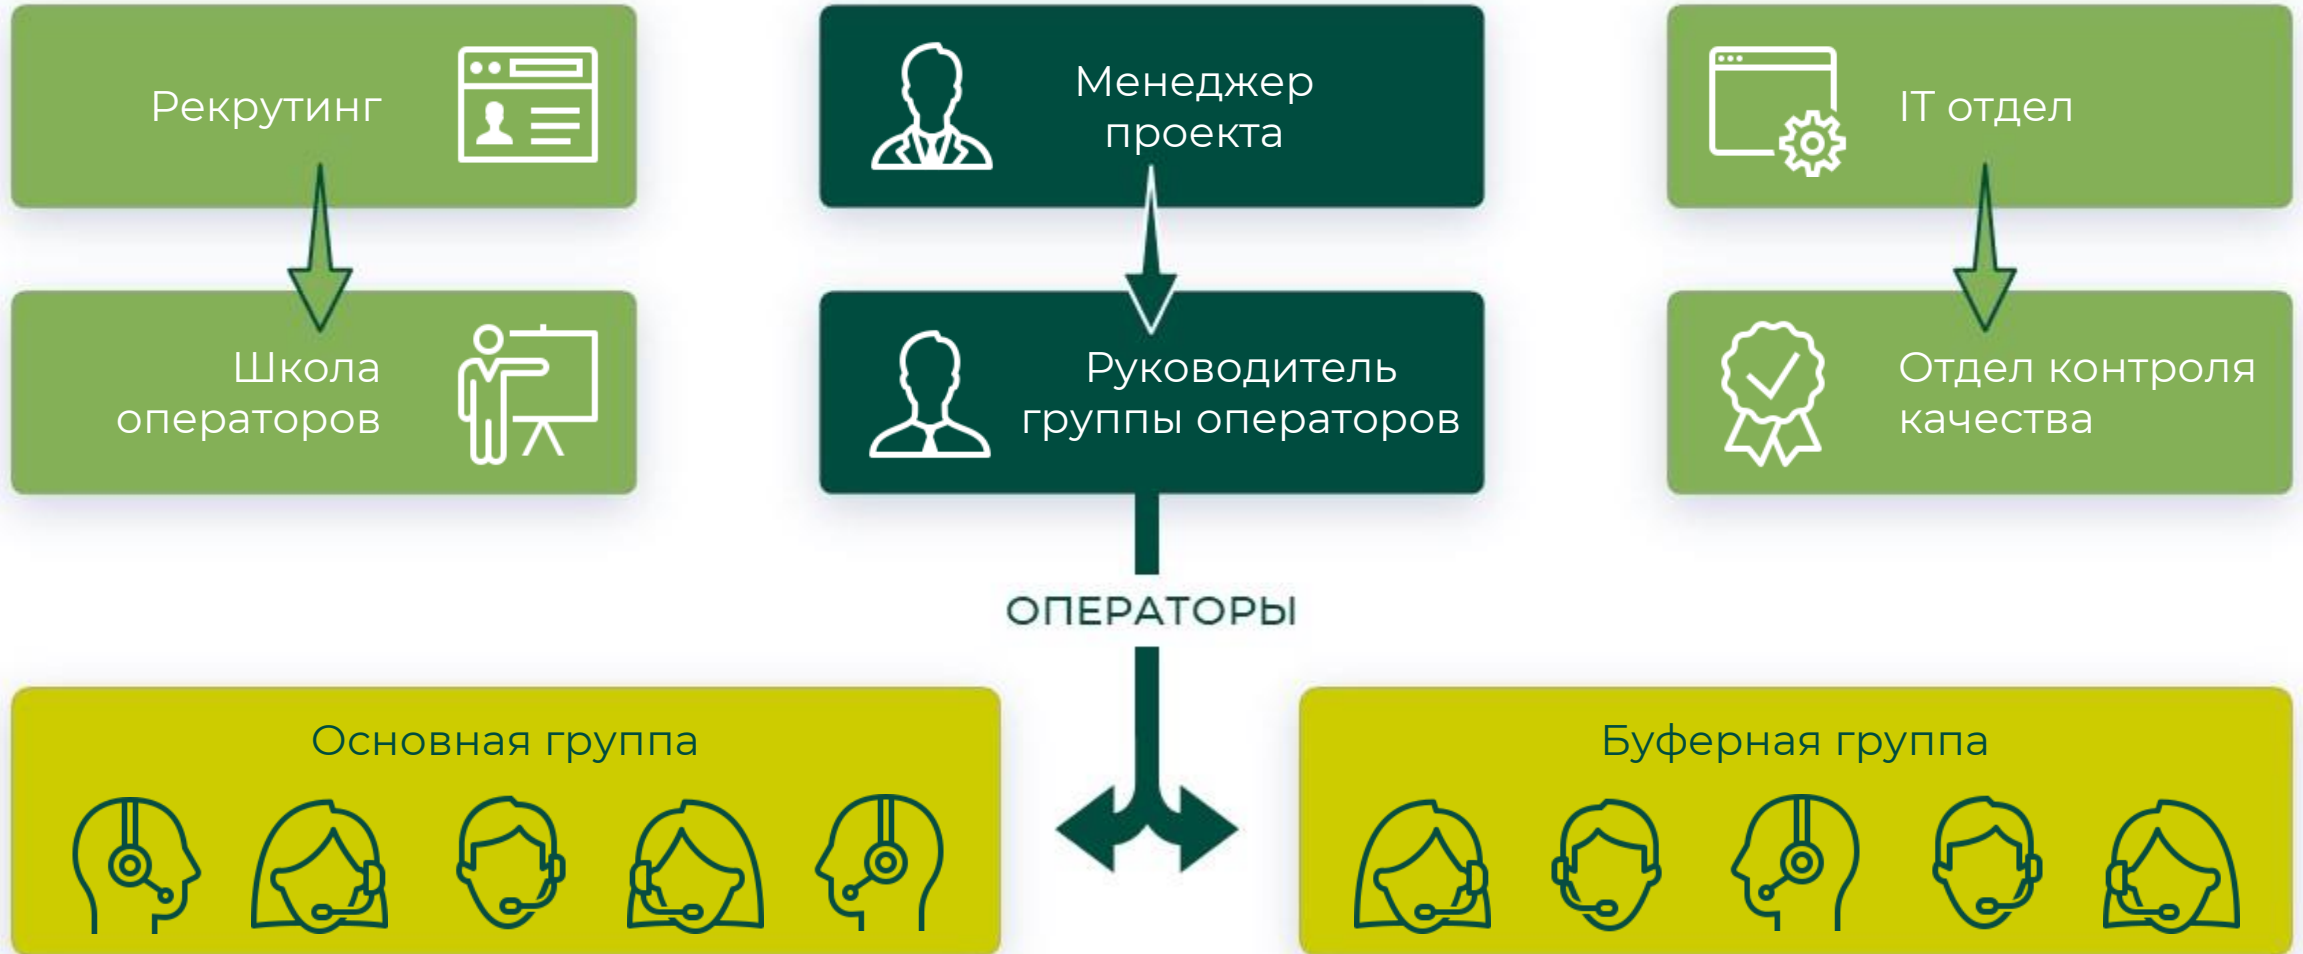 Рекрутинг
Менеджер
проекта
IT отдел
Школа
операторов
Руководитель
группы операторов
Отдел контроля
качества
ОПЕРАТОРЫ
Основная группа
Буферная группа